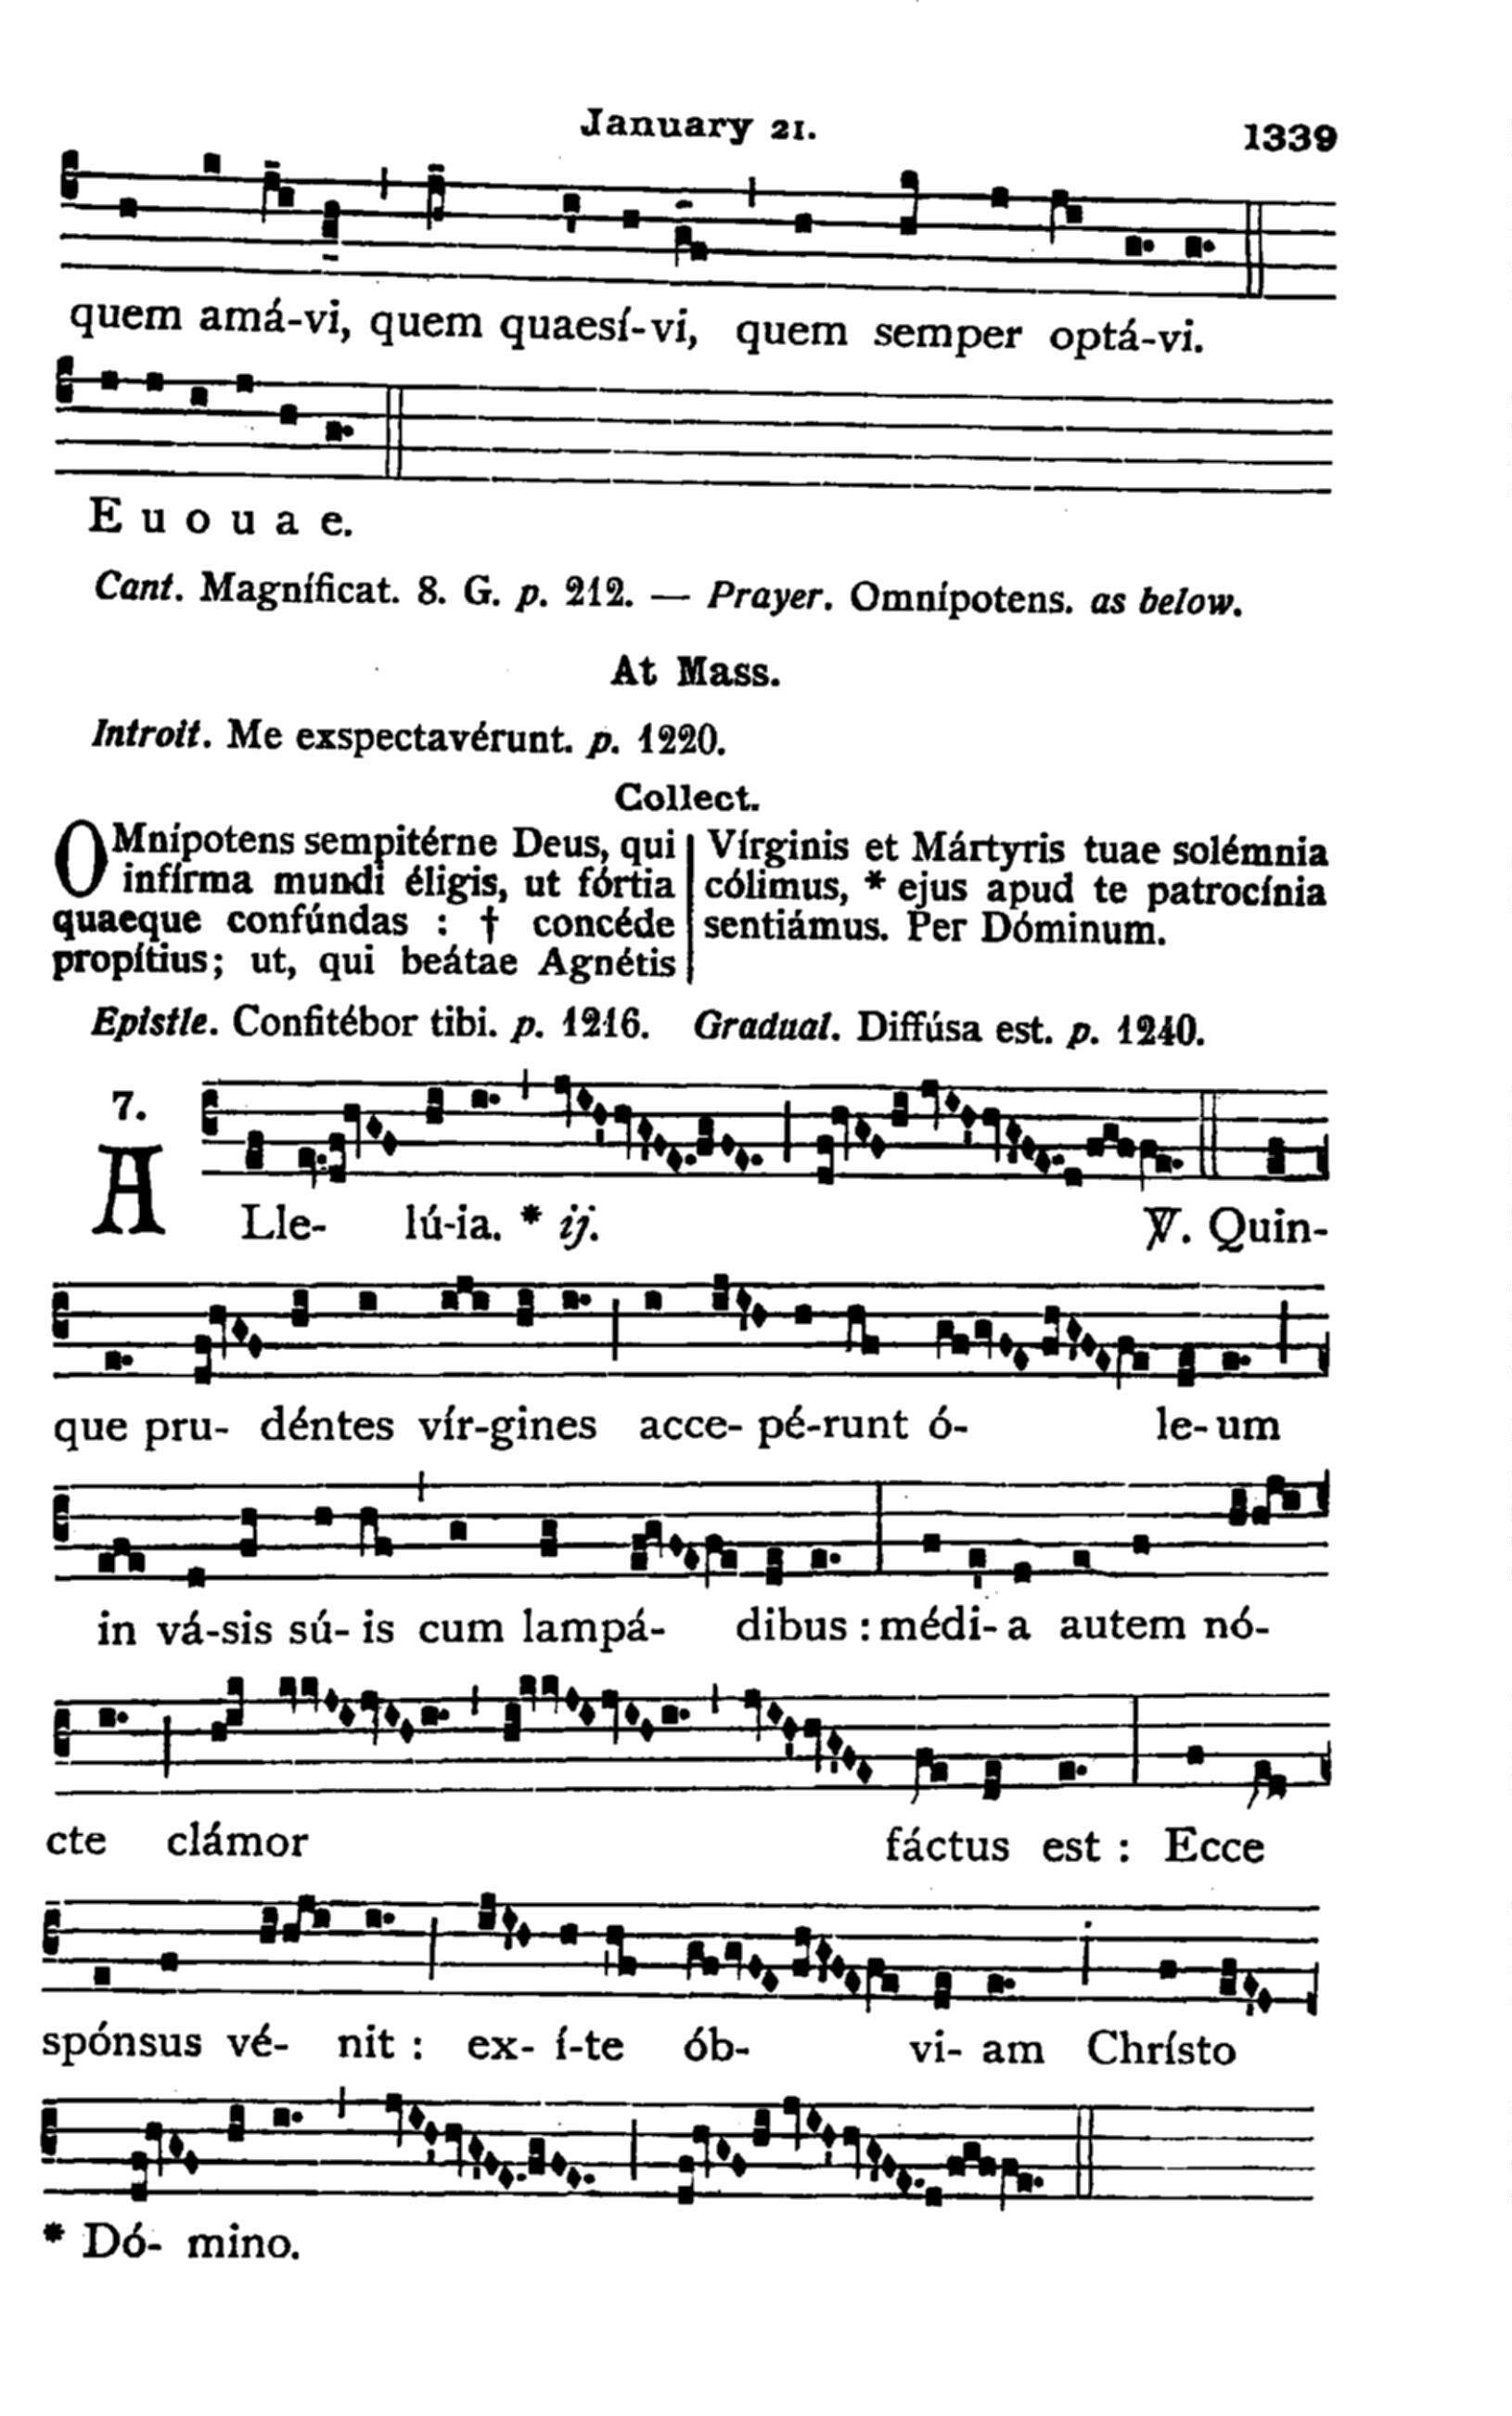 January 21. 1339
quem amá-vi, quem quaesí-vi, quem semper optá-vi.
E u o u a e.
Cant. Magníficat. 8. G. p. 212. — Prayer. Omnípotens. as below.
At Mass.
Introit. Me exspectavérunt. p. 1220.
Collect.
OMnípotens sempitérne Deus, qui
infírma mundi éligis, ut fórtia
quaeque confúndas : † concéde
propítius; ut, qui beátae Agnétis
Vírginis et Mártyris tuae solémnia
cólimus, * ejus apud te patrocínia
sentiámus. Per Dóminum.
Epistle. Confitébor tibi. p. 1216. Gradual. Diffúsa est. p. 1240.
7.
ALle- lú-ia. * ij. ℣. Quin-
que pru- déntes vír-gines acce- pé-runt ó- le- um
in vá-sis sú- is cum lampá- dibus : médi- a autem nó-
cte clámor fáctus est : Ecce
spónsus vé- nit : ex- í-te ób- vi- am Chrísto
* Dó- mino.